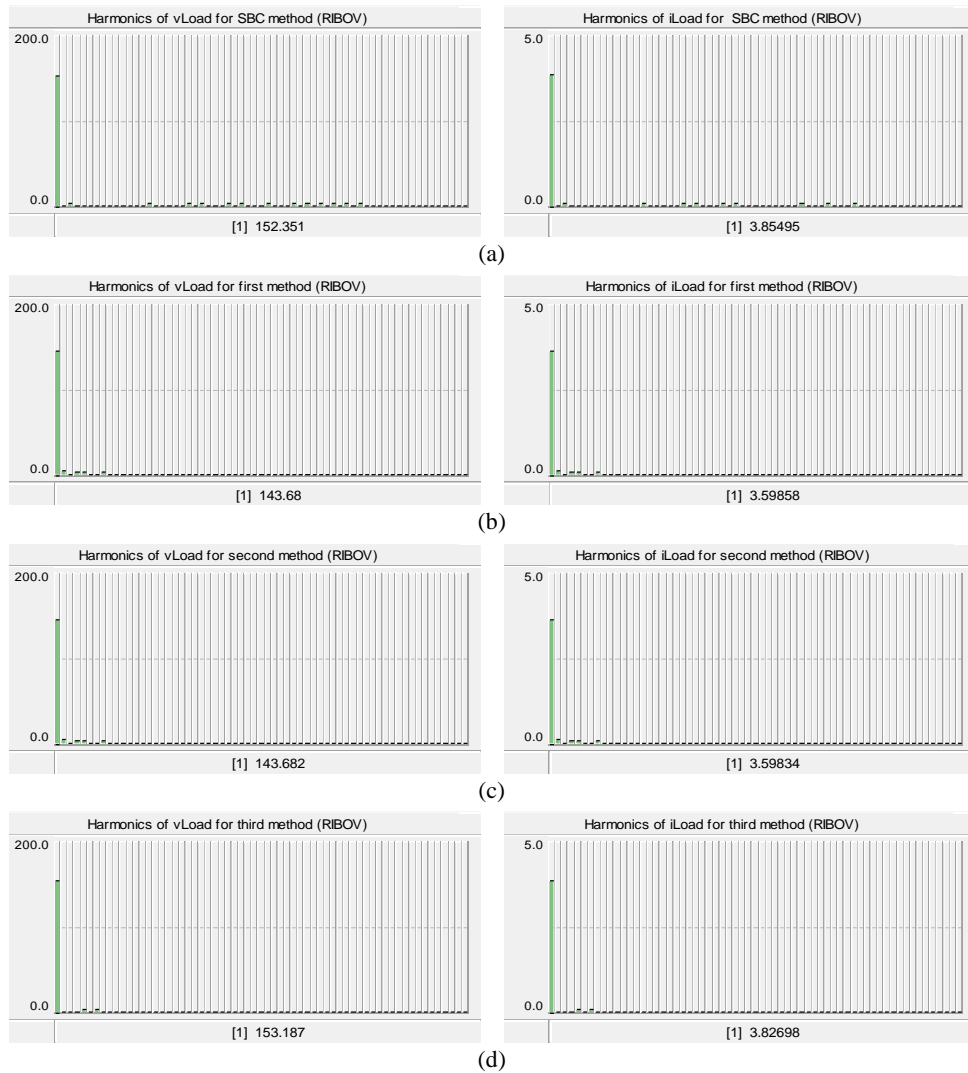 Harmonics of vLoad for SBC method (RIBOV)
200.0
0.0
[1] 152.351
Harmonics of iLoad for SBC method (RIBOV)
5.0
0.0
[1] 3.85495
(a)
Harmonics of vLoad for first method (RIBOV)
200.0
0.0
[1] 143.68
Harmonics of iLoad for first method (RIBOV)
5.0
0.0
[1] 3.59858
(b)
Harmonics of vLoad for second method (RIBOV)
200.0
0.0
[1] 143.682
Harmonics of iLoad for second method (RIBOV)
5.0
0.0
[1] 3.59834
(c)
Harmonics of vLoad for third method (RIBOV)
200.0
0.0
[1] 153.187
Harmonics of iLoad for third method (RIBOV)
5.0
0.0
[1] 3.82698
(d)